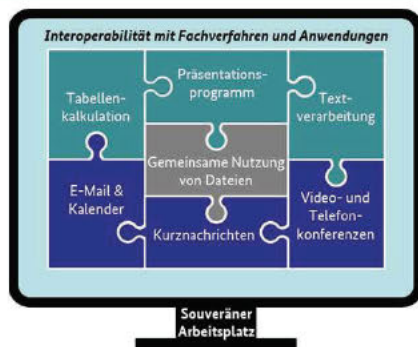 Interoperabilität mit Fachverfahren und Anwendungen
Tabellen-
kalkulation
Präsentations-
programm
Text-
verarbeitung
Gemeinsame Nutzung
von Dateien
E-Mail &
Kalender
Kurznachrichten
Video- und
Telefon-
konferenzen
Souveräner
Arbeitsplatz